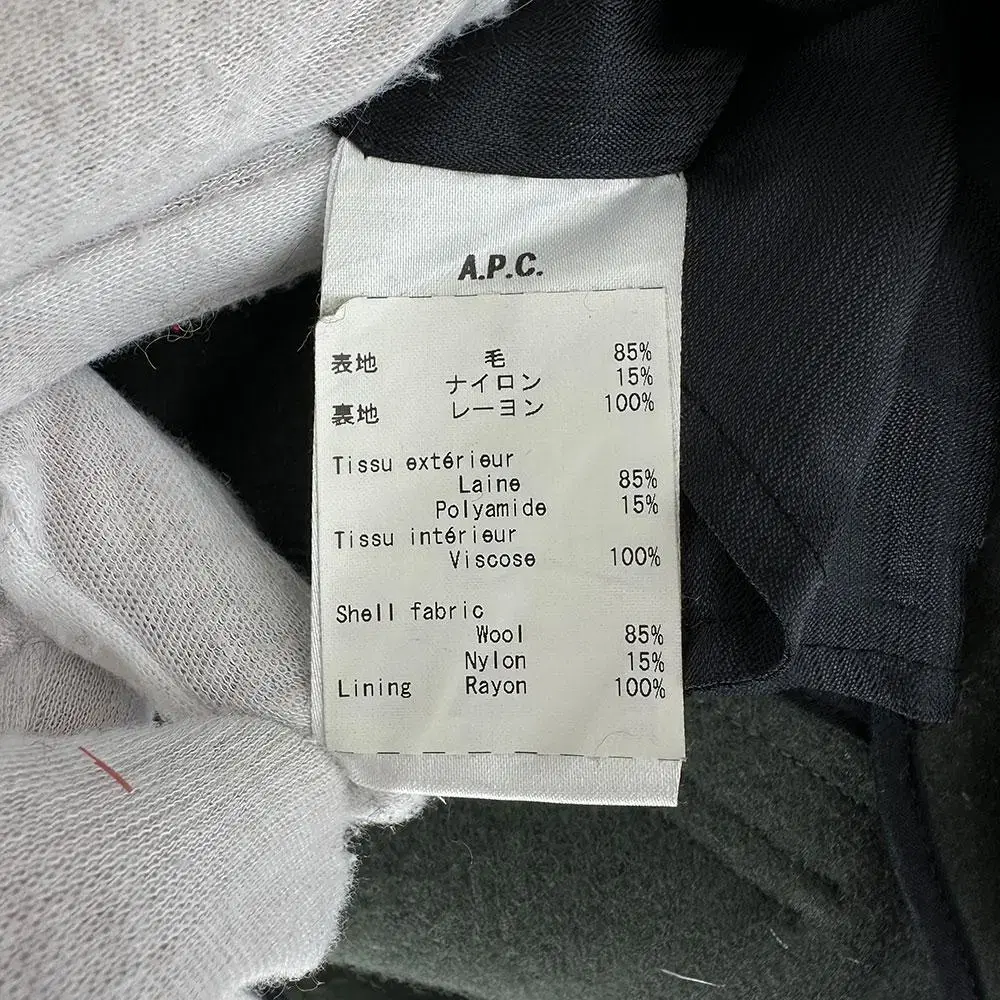 A.P.C.
表地 毛 85%
ナイロン 15%
裏地 レーヨン 100%
Tissu extérieur
Laine 85%
Polyamide 15%
Tissu intérieur
Viscose 100%
Shell fabric
Wool 85%
Nylon 15%
Lining Rayon 100%